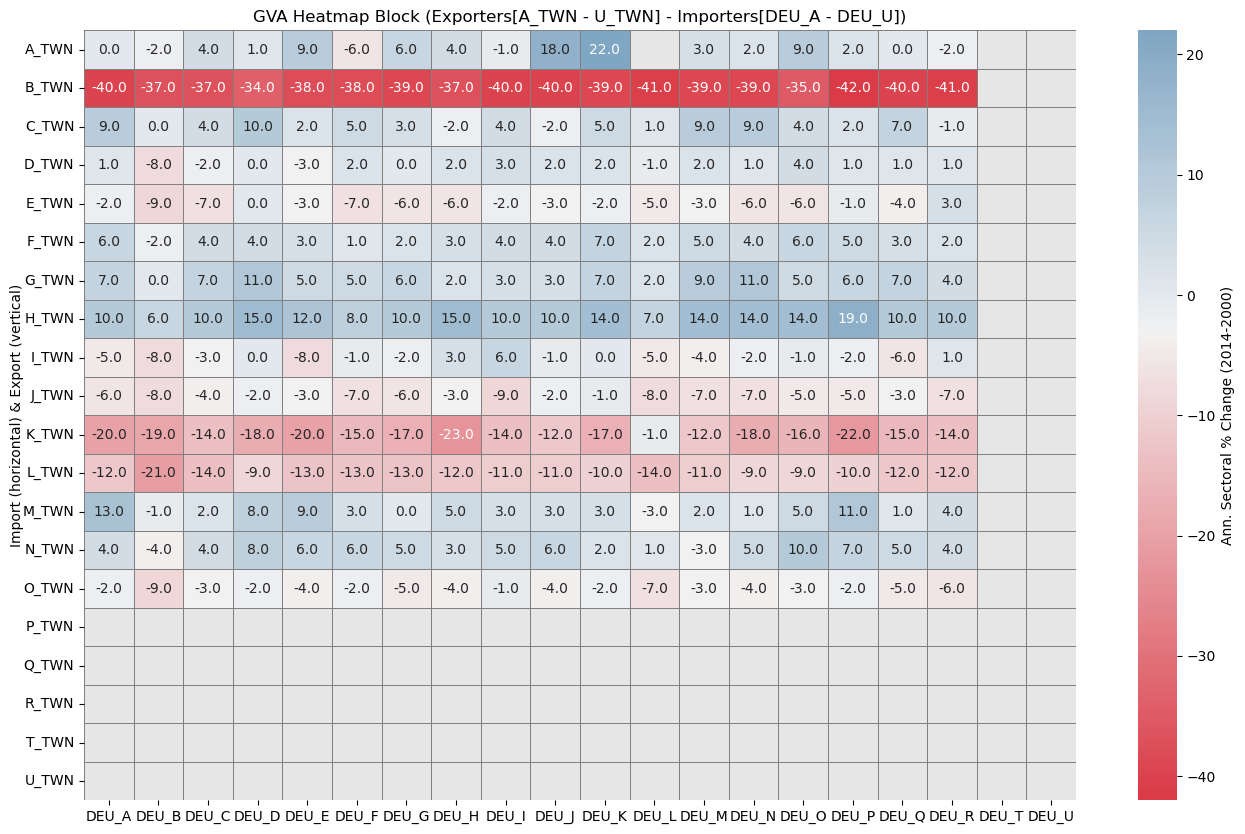 GVA Heatmap Block (Exporters[A_TWN - U_TWN] - Importers[DEU_A - DEU_U])
Import (horizontal) & Export (vertical)
A_TWN 0.0 -2.0 4.0 1.0 9.0 -6.0 6.0 4.0 -1.0 18.0 22.0 3.0 2.0 9.0 2.0 0.0 -2.0
B_TWN -40.0 -37.0 -37.0 -34.0 -38.0 -38.0 -39.0 -37.0 -40.0 -40.0 -39.0 -41.0 -39.0 -39.0 -35.0 -42.0 -40.0 -41.0
C_TWN 9.0 0.0 4.0 10.0 2.0 5.0 3.0 -2.0 4.0 -2.0 5.0 1.0 9.0 9.0 4.0 2.0 7.0 -1.0
D_TWN 1.0 -8.0 -2.0 0.0 -3.0 2.0 0.0 2.0 3.0 2.0 2.0 -1.0 2.0 1.0 4.0 1.0 1.0 1.0
E_TWN -2.0 -9.0 -7.0 0.0 -3.0 -7.0 -6.0 -6.0 -2.0 -3.0 -2.0 -5.0 -3.0 -6.0 -6.0 -1.0 -4.0 3.0
F_TWN 6.0 -2.0 4.0 4.0 3.0 1.0 2.0 3.0 4.0 4.0 7.0 2.0 5.0 4.0 6.0 5.0 3.0 2.0
G_TWN 7.0 0.0 7.0 11.0 5.0 5.0 6.0 2.0 3.0 3.0 7.0 2.0 9.0 11.0 5.0 6.0 7.0 4.0
H_TWN 10.0 6.0 10.0 15.0 12.0 8.0 10.0 15.0 10.0 10.0 14.0 7.0 14.0 14.0 14.0 19.0 10.0 10.0
I_TWN -5.0 -8.0 -3.0 0.0 -8.0 -1.0 -2.0 3.0 6.0 -1.0 0.0 -5.0 -4.0 -2.0 -1.0 -2.0 -6.0 1.0
J_TWN -6.0 -8.0 -4.0 -2.0 -3.0 -7.0 -6.0 -3.0 -9.0 -2.0 -1.0 -8.0 -7.0 -7.0 -5.0 -5.0 -3.0 -7.0
K_TWN -20.0 -19.0 -14.0 -18.0 -20.0 -15.0 -17.0 -23.0 -14.0 -12.0 -17.0 -1.0 -12.0 -18.0 -16.0 -22.0 -15.0 -14.0
L_TWN -12.0 -21.0 -14.0 -9.0 -13.0 -13.0 -13.0 -12.0 -11.0 -11.0 -10.0 -14.0 -11.0 -9.0 -9.0 -10.0 -12.0 -12.0
M_TWN 13.0 -1.0 2.0 8.0 9.0 3.0 0.0 5.0 3.0 3.0 3.0 -3.0 2.0 1.0 5.0 11.0 1.0 4.0
N_TWN 4.0 -4.0 4.0 8.0 6.0 6.0 5.0 3.0 5.0 6.0 2.0 1.0 -3.0 5.0 10.0 7.0 5.0 4.0
O_TWN -2.0 -9.0 -3.0 -2.0 -4.0 -2.0 -5.0 -4.0 -1.0 -4.0 -2.0 -7.0 -3.0 -4.0 -3.0 -2.0 -5.0 -6.0
P_TWN
Q_TWN
R_TWN
T_TWN
U_TWN
DEU_A DEU_B DEU_C DEU_D DEU_E DEU_F DEU_G DEU_H DEU_I DEU_J DEU_K DEU_L DEU_M DEU_N DEU_O DEU_P DEU_Q DEU_R DEU_T DEU_U
20
10
0
−10
−20
−30
−40
Ann. Sectoral % Change (2014-2000)